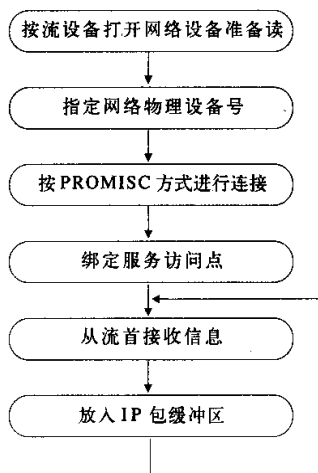 按流设备打开网络设备准备读
指定网络物理设备号
按PROMISC方式进行连接
绑定服务访问点
从流首接收信息
放入IP包缓冲区